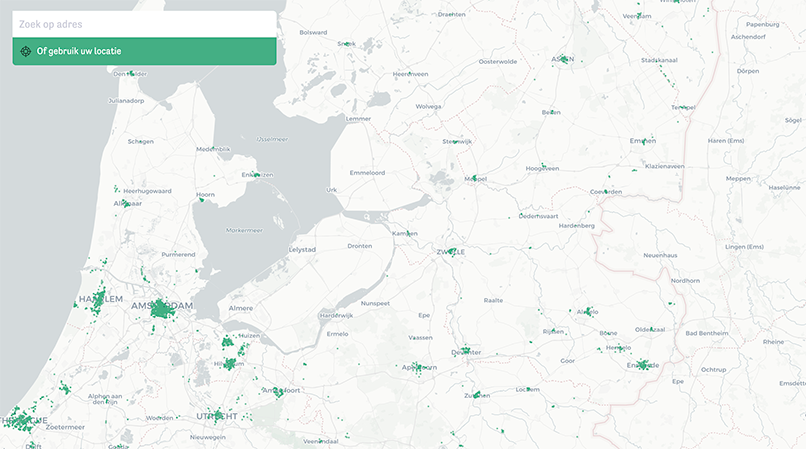 Zoek op adres
Of gebruik uw locatie
Drachten
Veendam
Papenburg
Aschendorf
Bolsward
Sneek
Heerenveen
Oosterwolde
ASSEN
Stadskanaal
Dörpen
Den Helder
Julianadorp
Wolvega
Beilen
Ter Apel
Sögel
Lemmer
Schagen
Medemblik
IJsselmeer
Steenwijk
Emmen
Haren (Ems)
Emmeloord
Hoogeveen
Klazienaveen
Enkhuizen
Meppel
Meppen
Haselünne
Heerhugowaard
Hoorn
Urk
Coevorden
Alkmaar
Markermeer
Kampen
Dedemsvaart
Hardenberg
Lelystad
Dronten
ZWOLLE
Lingen (Ems)
Purmerend
Neuenhaus
Nordhorn
HAARLEM
AMSTERDAM
Almere
Harderwijk
Nunspeet
Epe
Raalte
Almelo
Huizen
Ermelo
Vaassen
Rijssen
Borne
Oldenzaal
Bad Bentheim
Rheine
Hilversum
Deventer
Hengelo
Goor
Apeldoorn
Enschede
Ochtrup
Epe
Emsdetten
Alphen
aan den Rijn
Amersfoort
Zutphen
Lochem
THE HAGUE
Woerden
UTRECHT
Zoetermeer
Nieuwegein
Veenendaal
Delft
Gouda